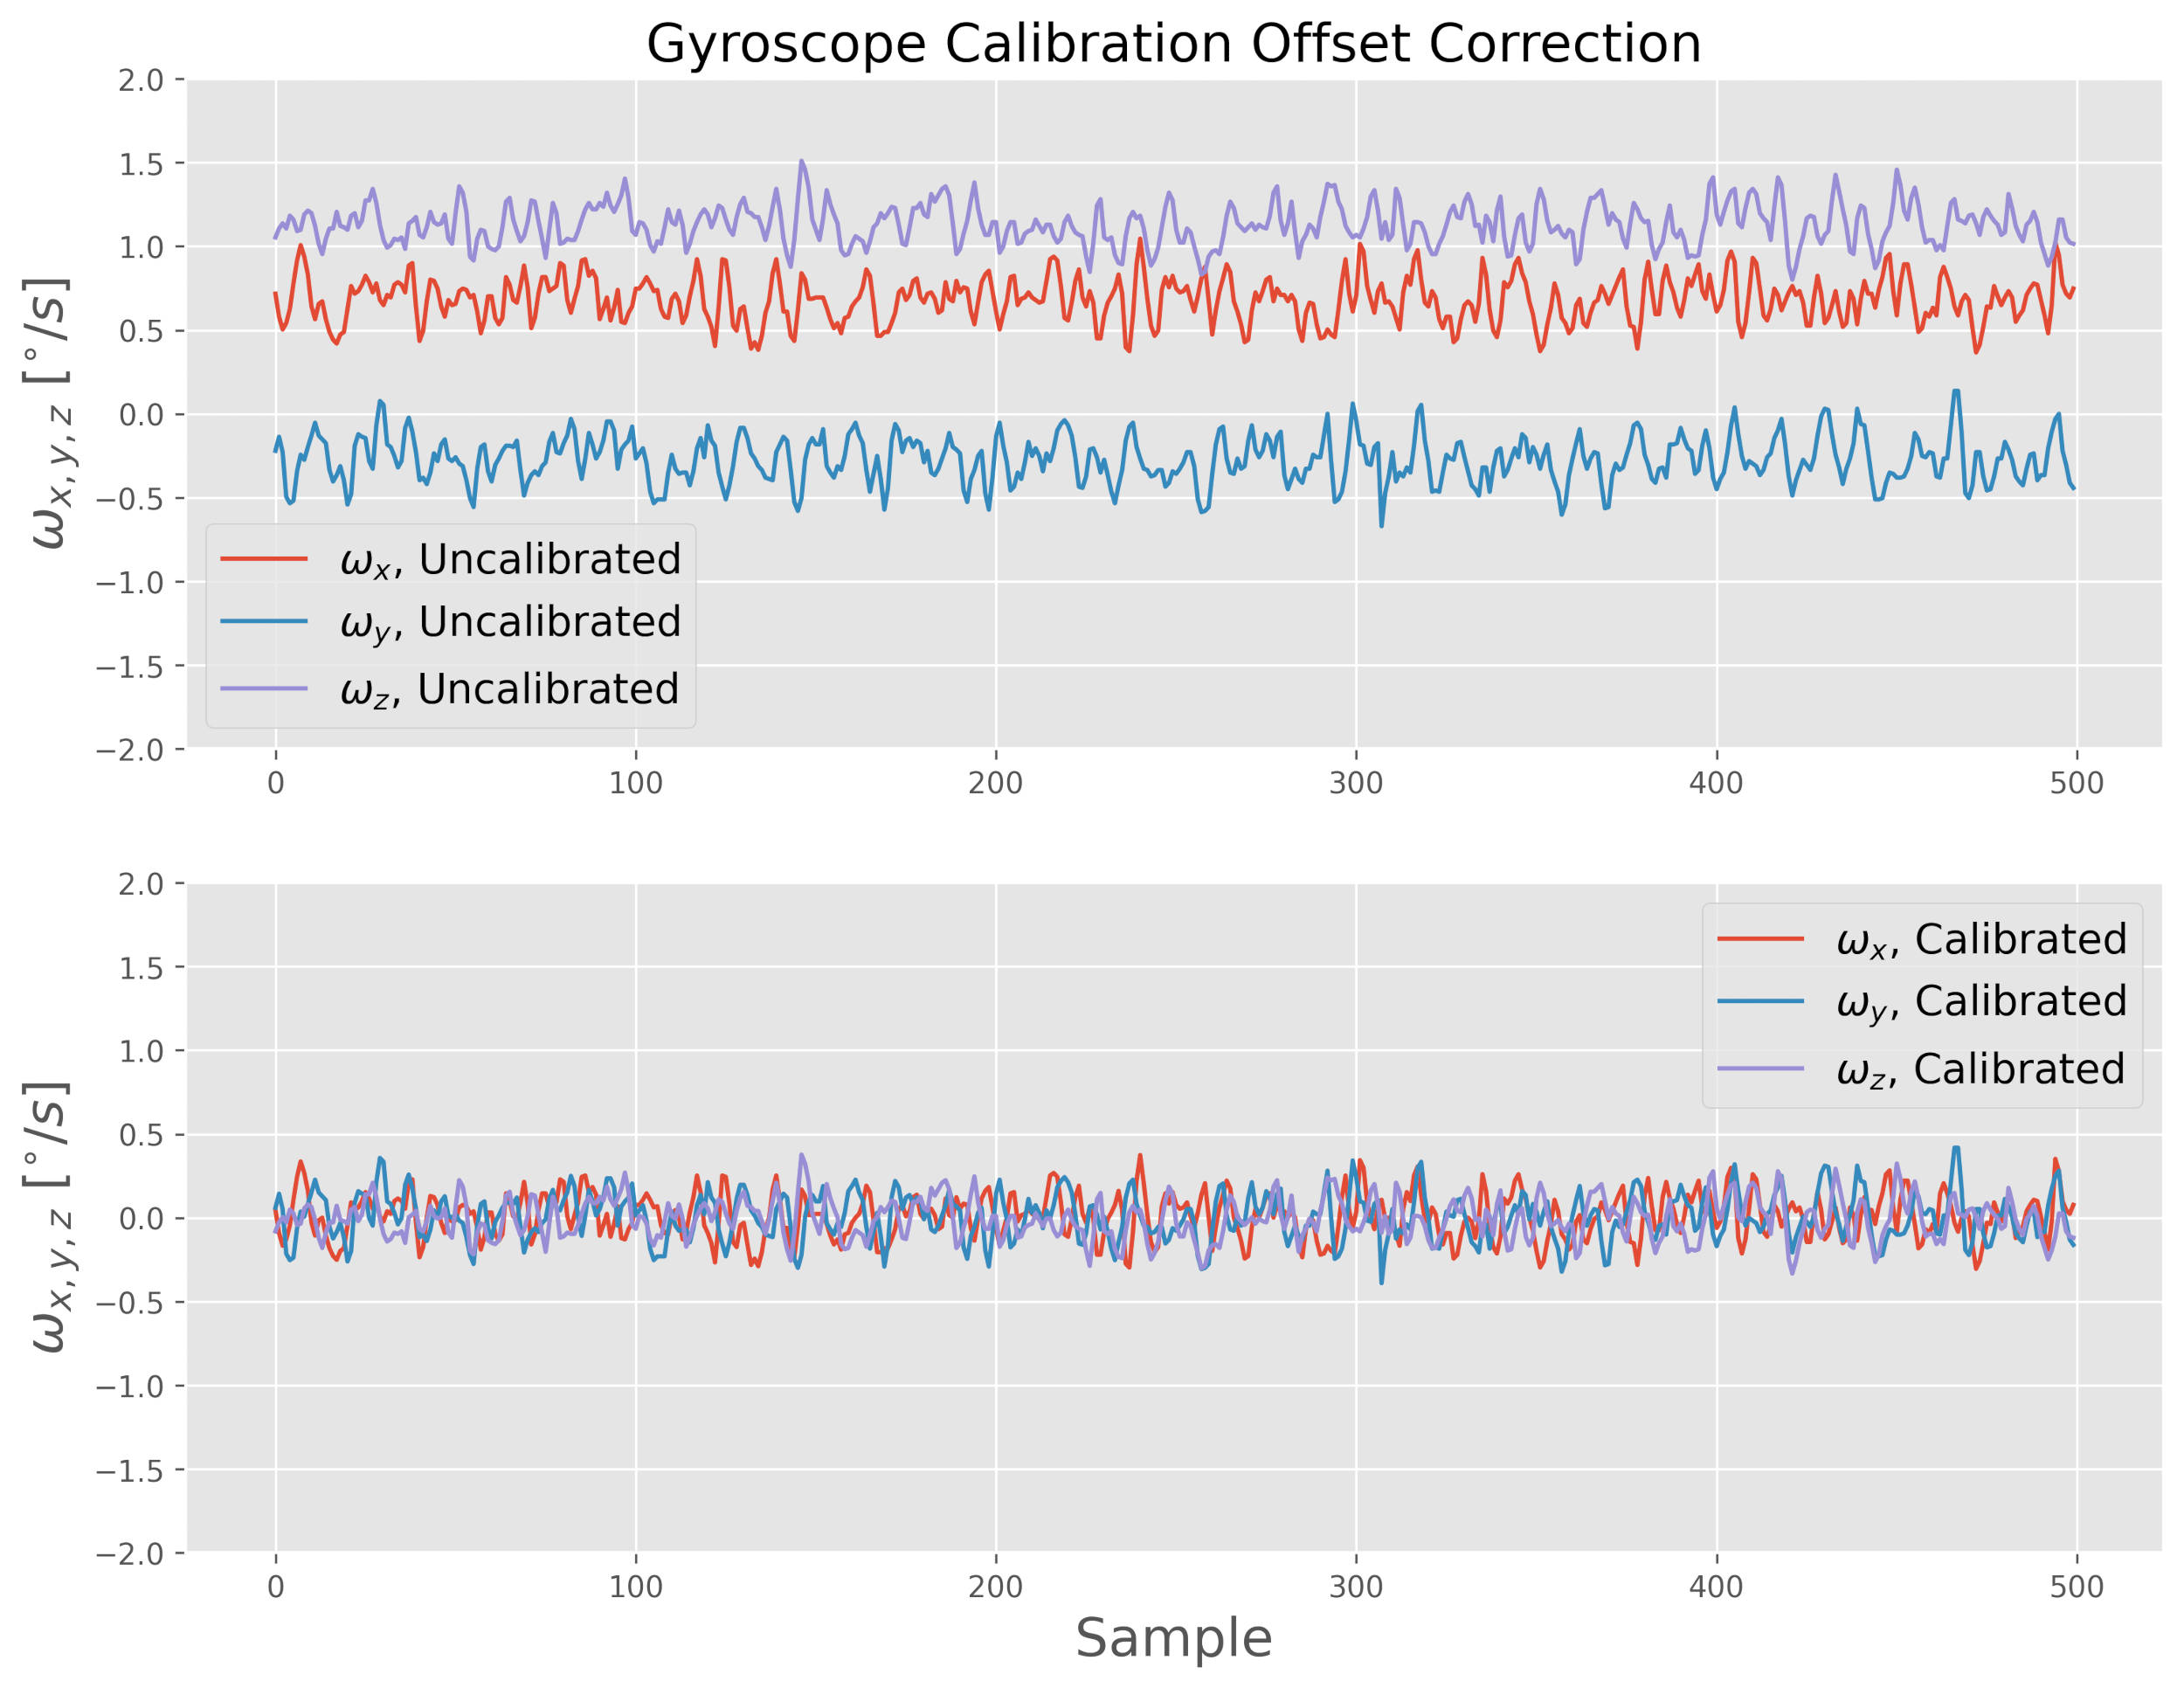 Gyroscope Calibration Offset Correction
2.0
1.5
1.0
0.5
0.0
−0.5
−1.0
−1.5
−2.0
ωx,y,z [°/s]
ωx, Uncalibrated
ωy, Uncalibrated
ωz, Uncalibrated
0 100 200 300 400 500
2.0
1.5
1.0
0.5
0.0
−0.5
−1.0
−1.5
−2.0
ωx,y,z [°/s]
ωx, Calibrated
ωy, Calibrated
ωz, Calibrated
0 100 200 300 400 500
Sample